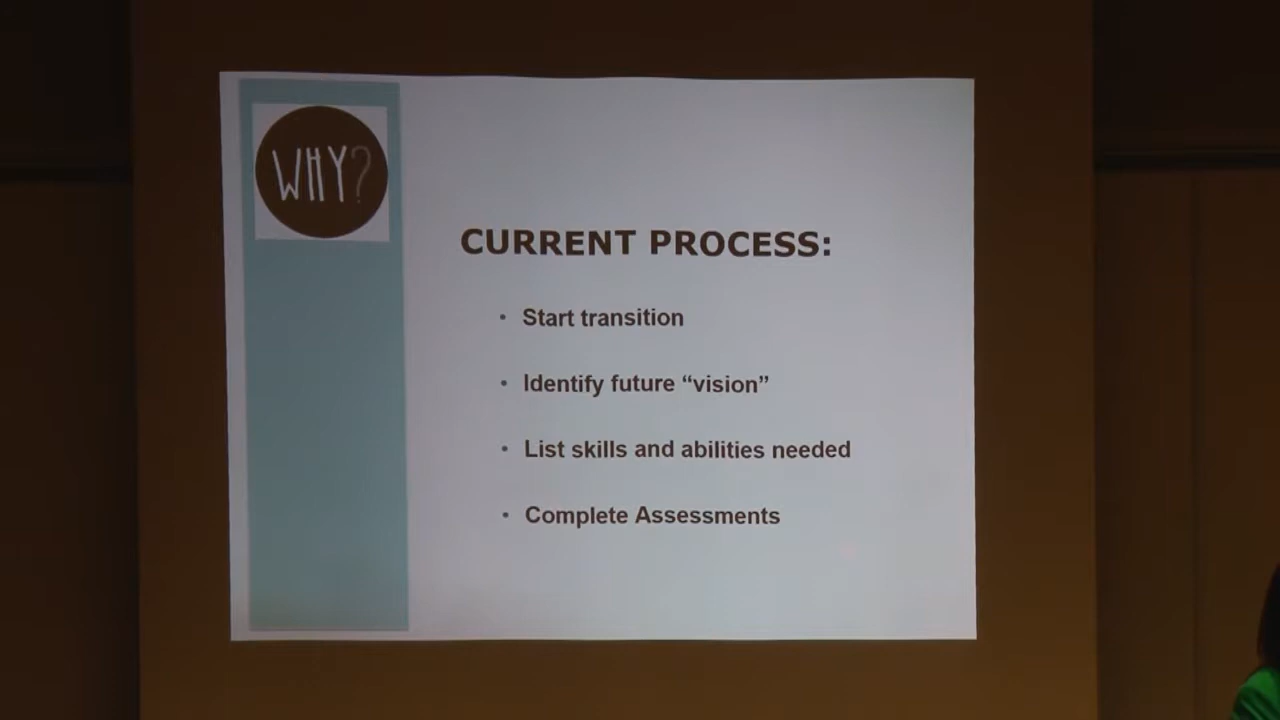 WHY?
CURRENT PROCESS:
• Start transition
• Identify future “vision”
• List skills and abilities needed
• Complete Assessments